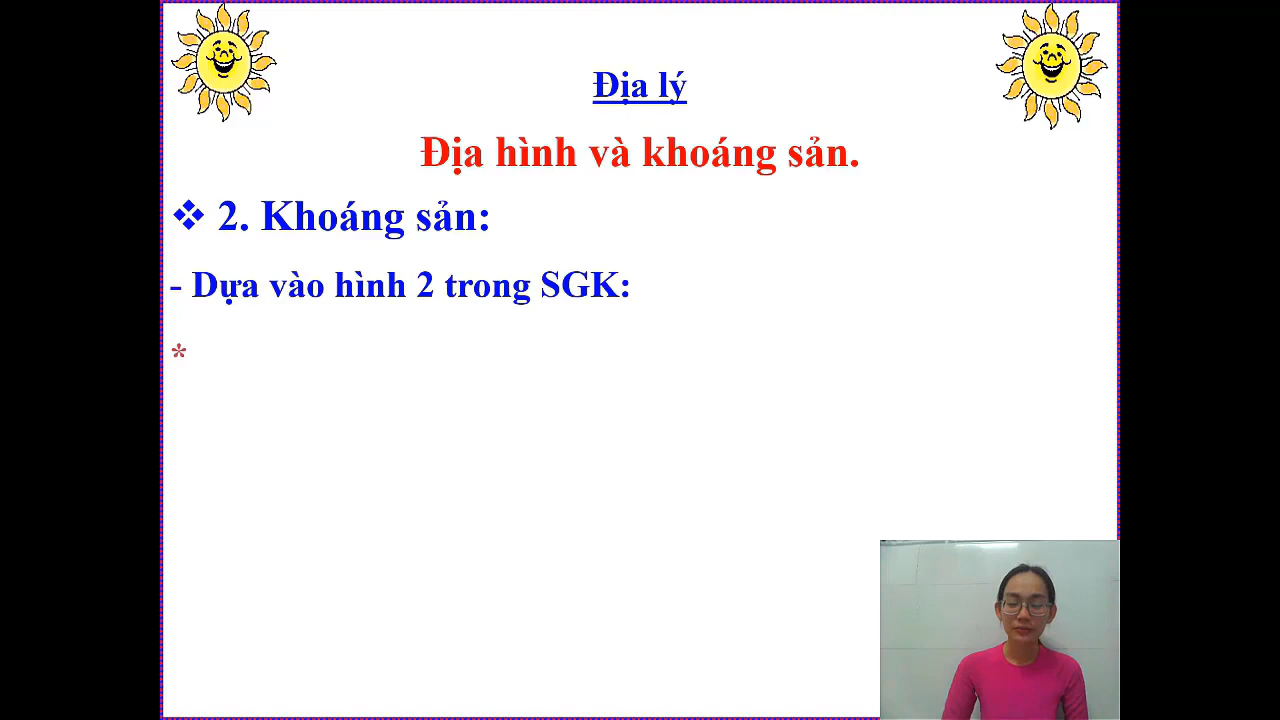 Địa lý
Địa hình và khoáng sản.
❖ 2. Khoáng sản:
- Dựa vào hình 2 trong SGK:
*